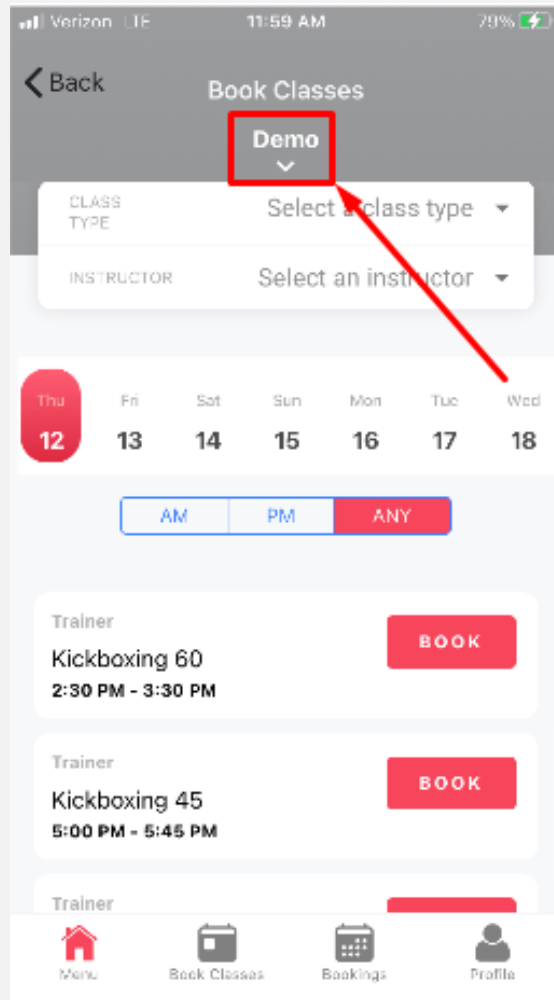 Verizon LTE 11:59 AM 79%
Back
Book Classes
Demo
CLASS TYPE Select a class type
INSTRUCTOR Select an instructor
Thu Fri Sat Sun Mon Tue Wed
12 13 14 15 16 17 18
AM PM ANY
Trainer
Kickboxing 60 BOOK
2:30 PM - 3:30 PM
Trainer
Kickboxing 45 BOOK
5:00 PM - 5:45 PM
Trainer
Menu Book Classes Bookings Profile